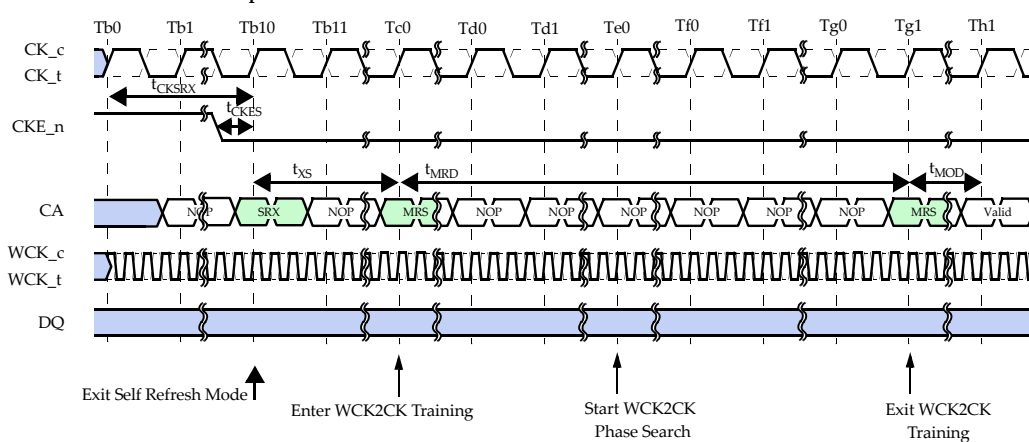 Tb0 Tb1 Tb10 Tb11 Tc0 Td0 Td1 Te0 Tf0 Tf1 Tg0 Tg1 Th1
CK_c
CK_t
tCKSRX
tCKES
CKE_n
tXS tMRD tMOD
CA NOP SRX NOP MRS NOP NOP NOP NOP NOP NOP MRS Valid
WCK_c
WCK_t
DQ
Exit Self Refresh Mode
Enter WCK2CK Training
Start WCK2CK
Phase Search
Exit WCK2CK
Training